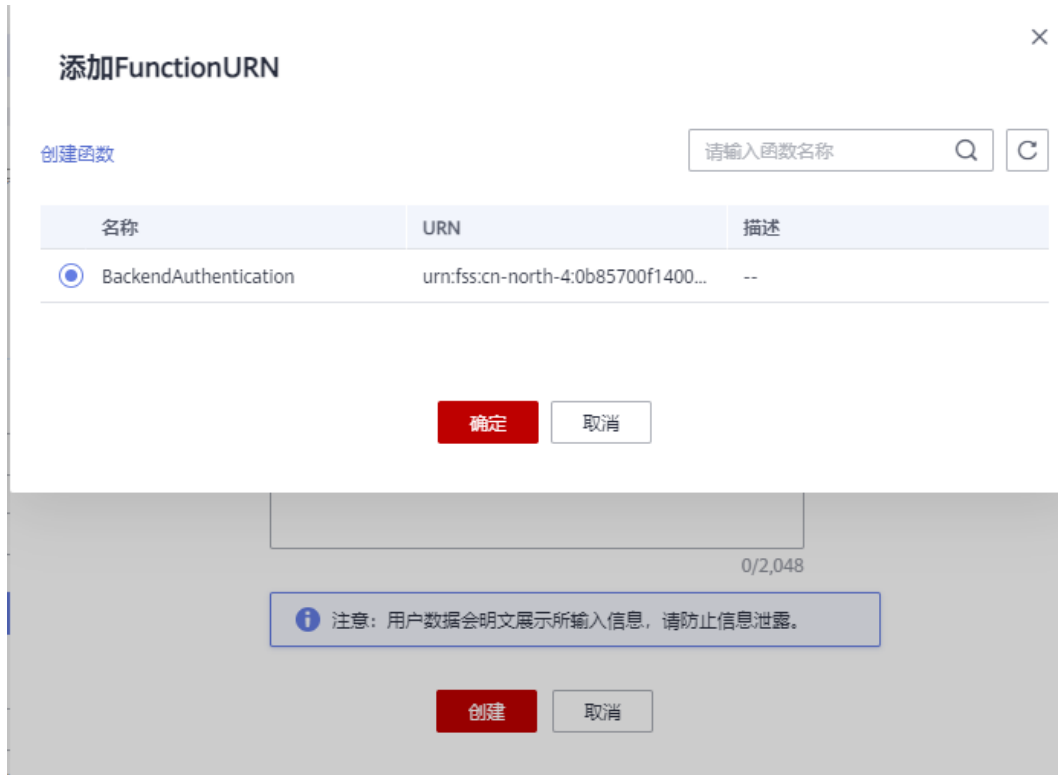 添加FunctionURN
创建函数
请输入函数名称
名称 URN 描述
BackendAuthentication urn:fss:cn-north-4:0b85700f1400... --
确定 取消
0/2,048
注意：用户数据会明文展示所输入信息，请防止信息泄露。
创建 取消